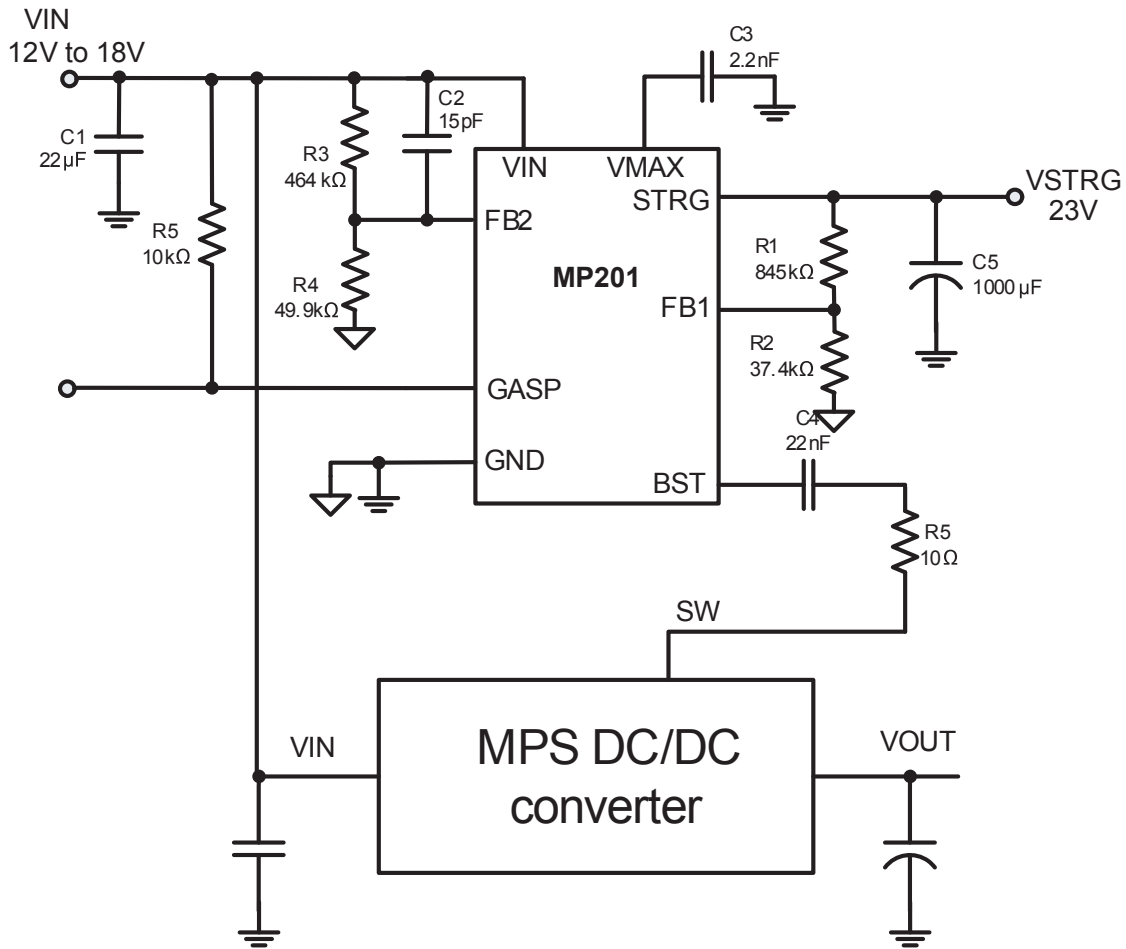 VIN
12V to 18V
C3
2.2nF
C1
22µF
R3
464 kΩ
C2
15pF
VIN
VMAX
STRG
VSTRG
23V
R5
10kΩ
FB2
R1
845kΩ
C5
1000 µF
R4
49.9kΩ
MP201
FB1
R2
37.4kΩ
GASP
C4
22nF
GND
BST
R5
10Ω
SW
VIN
MPS DC/DC
converter
VOUT